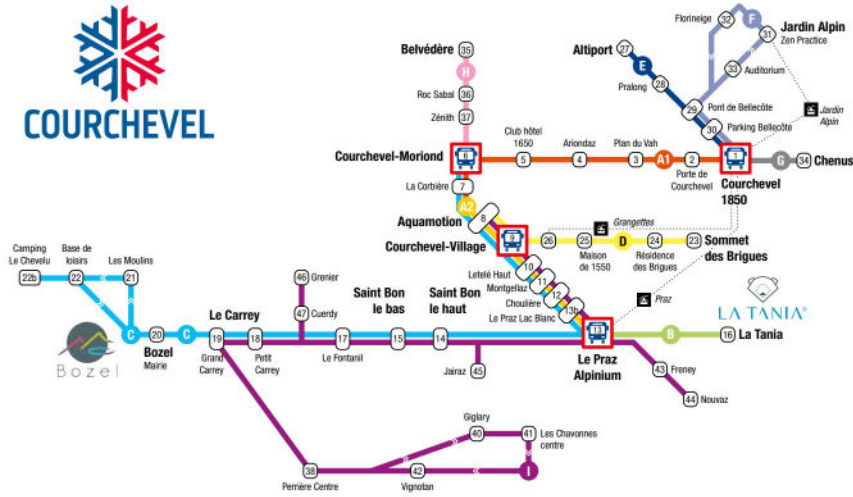 COURCHEVEL
Belvédère
35
H
Roc Sabal
36
Zénith
37
Courchevel-Moriond
6
La Corbière
7
A2
Aquamotion
8
Courchevel-Village
9
Club hôtel
1650
5
Ariondaz
4
Plan du Vah
3
A1
2
Porte de
Courchevel
1
Courchevel
1850
G
34
Chenus
Altiport
27
E
28
Pralong
Florineige
32
F
31
Jardin Alpin
Zen Practice
33
Auditorium
29
Pont de Bellecôte
30
Parking Bellecôte
Jardin
Alpin
Grangettes
26
25
Maison
de 1550
D
24
Résidence
des Brigues
23
Sommet
des Brigues
Letelé Haut
10
Montgellaz
11
Choulière
12
Le Praz Lac Blanc
13b
Praz
LA TANIA
13
Le Praz
Alpinium
B
16
La Tania
Camping
Le Chevelu
22b
Base de
loisirs
22
Les Moulins
21
C
Bozel
20
Bozel
Mairie
C
Le Carrey
19
Grand
Carrey
18
Petit
Carrey
46
Grenier
47
Cuerdy
17
Le Fontanil
Saint Bon
le bas
15
Saint Bon
le haut
14
45
Jairaz
43
Freney
44
Nouvaz
Giglary
40
41
Les Chavonnes
centre
38
Perrière Centre
42
Vignotan
I